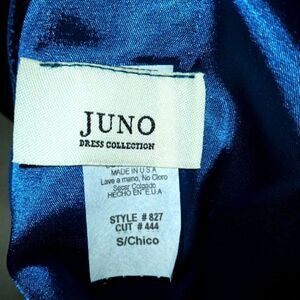 JUNO
DRESS COLLECTION
MADE IN U.S.A
Lave a mano, No Cloro
Secar Colgado
HECHO EN E.U.A
STYLE # 827
CUT # 444
S/Chico